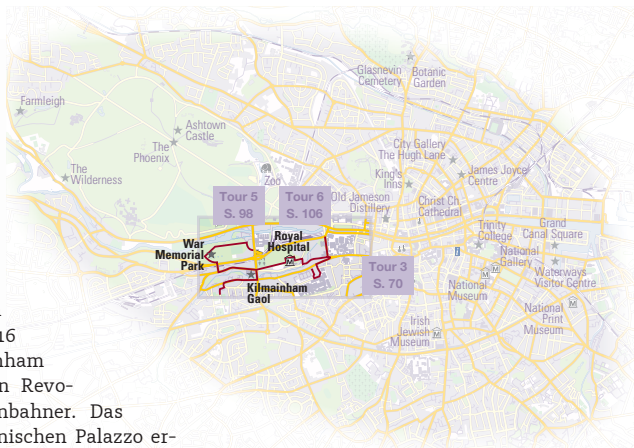 Glasnevin
Cemetery
Botanic
Garden
Farmleigh
Ashtown
Castle
The
Phoenix
The
Wilderness
Zoo
City Gallery
The Hugh Lane
King's
Inns
James Joyce
Centre
Tour 5
S. 98
Tour 6
S. 106
Old Jameson
Distillery
Christ Ch.
Cathedral
War
Memorial
Park
Royal
Hospital
Kilmainham
Gaol
Trinity
College
Grand
Canal Square
National
Gallery
Waterways
Visitor Centre
Tour 3
S. 70
National
Museum
National
Print
Museum
Irish
Jewish
Museum
16
nham
n Revo-
nbahner. Das
nischen Palazzo er-